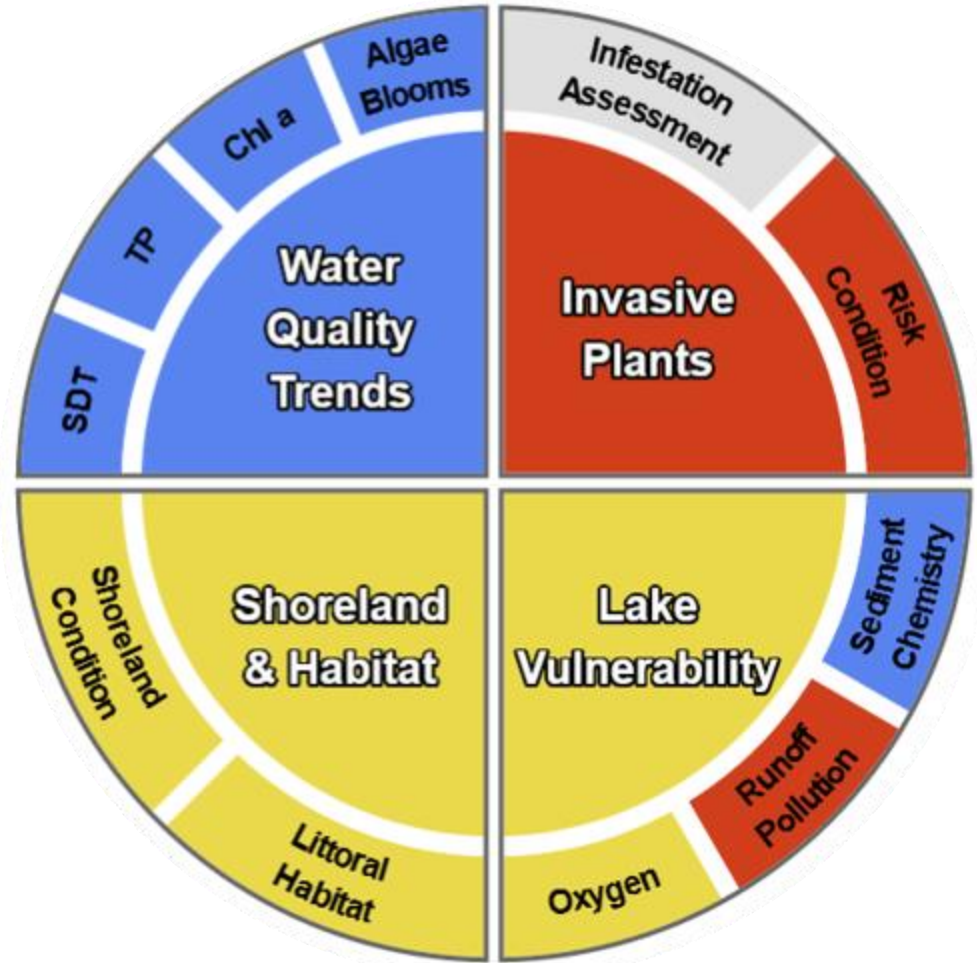 Algae
Blooms
Chl a
TP
SDT
Water
Quality
Trends
Infestation
Assessment
Risk
Condition
Invasive
Plants
Shoreland
Condition
Littoral
Habitat
Shoreland
& Habitat
Lake
Vulnerability
Sediment
Chemistry
Runoff
Pollution
Oxygen